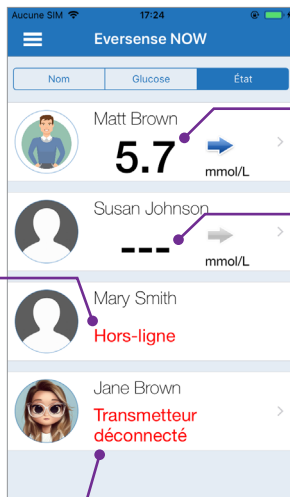 Aucune SIM 17:24
Eversense NOW
Nom Glucose État
Matt Brown
5.7
mmol/L
Susan Johnson
---
mmol/L
Mary Smith
Hors-ligne
Jane Brown
Transmetteur
déconnecté